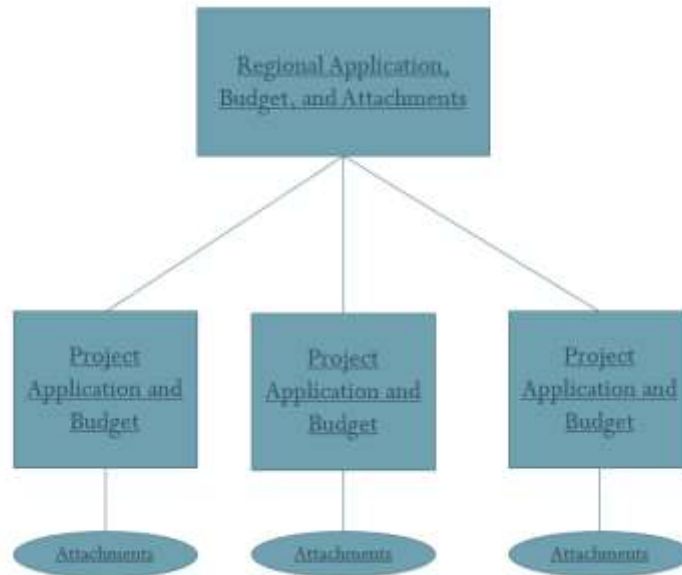 Regional Application,
Budget, and Attachments
Project
Application and
Budget
Project
Application and
Budget
Project
Application and
Budget
Attachments
Attachments
Attachments